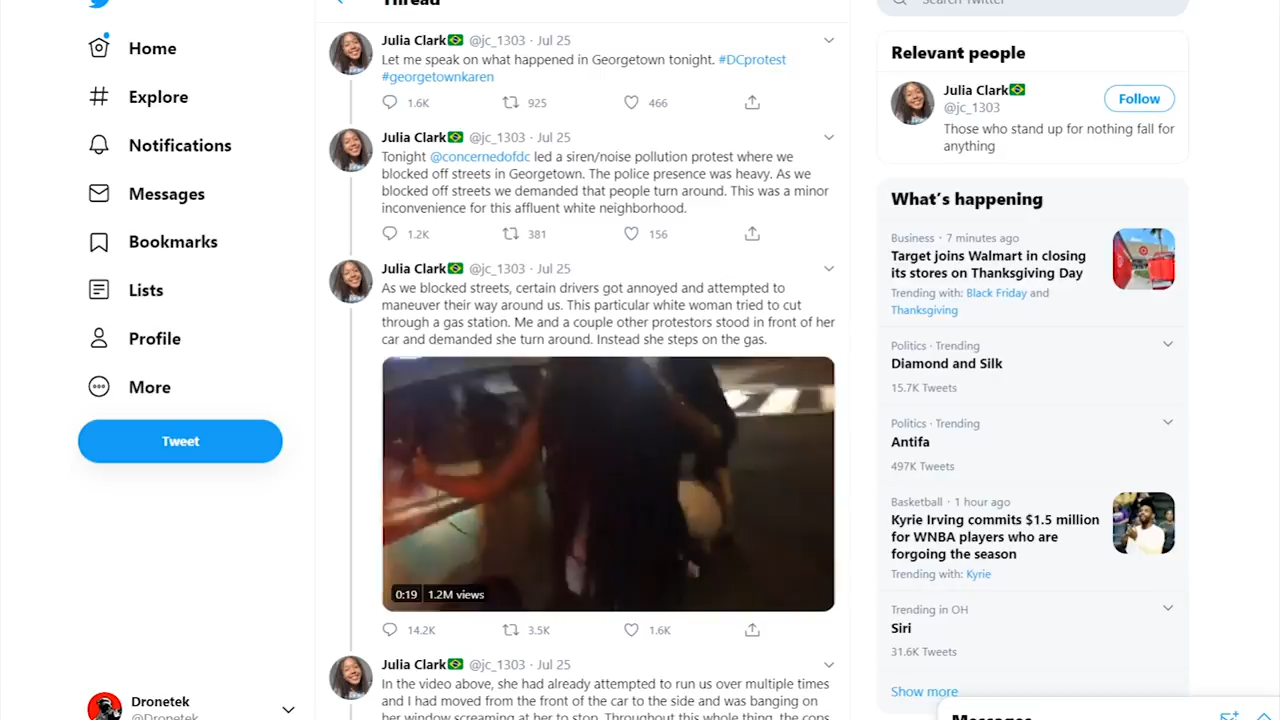 Thread
Search Twitter
Home
Explore
Notifications
Messages
Bookmarks
Lists
Profile
More
Tweet
Dronetek
@Dronetek
Julia Clark @jc_1303 · Jul 25
Let me speak on what happened in Georgetown tonight. #DCprotest
#georgetownkaren
1.6K 925 466
Julia Clark @jc_1303 · Jul 25
Tonight @concernedofdc led a siren/noise pollution protest where we
blocked off streets in Georgetown. The police presence was heavy. As we
blocked off streets we demanded that people turn around. This was a minor
inconvenience for this affluent white neighborhood.
1.2K 381 156
Julia Clark @jc_1303 · Jul 25
As we blocked streets, certain drivers got annoyed and attempted to
maneuver their way around us. This particular white woman tried to cut
through a gas station. Me and a couple other protestors stood in front of her
car and demanded she turn around. Instead she steps on the gas.
0:19 1.2M views
14.2K 3.5K 1.6K
Julia Clark @jc_1303 · Jul 25
In the video above, she had already attempted to run us over multiple times
and I had moved from the front of the car to the side and was banging on
her window screaming at her to stop. Throughout this whole thing, the cops
Relevant people
Julia Clark
@jc_1303
Follow
Those who stand up for nothing fall for
anything
What's happening
Business · 7 minutes ago
Target joins Walmart in closing
its stores on Thanksgiving Day
Trending with: Black Friday and
Thanksgiving
Politics · Trending
Diamond and Silk
15.7K Tweets
Politics · Trending
Antifa
497K Tweets
Basketball · 1 hour ago
Kyrie Irving commits $1.5 million
for WNBA players who are
forgoing the season
Trending with: Kyrie
Trending in OH
Siri
31.6K Tweets
Show more
Messages